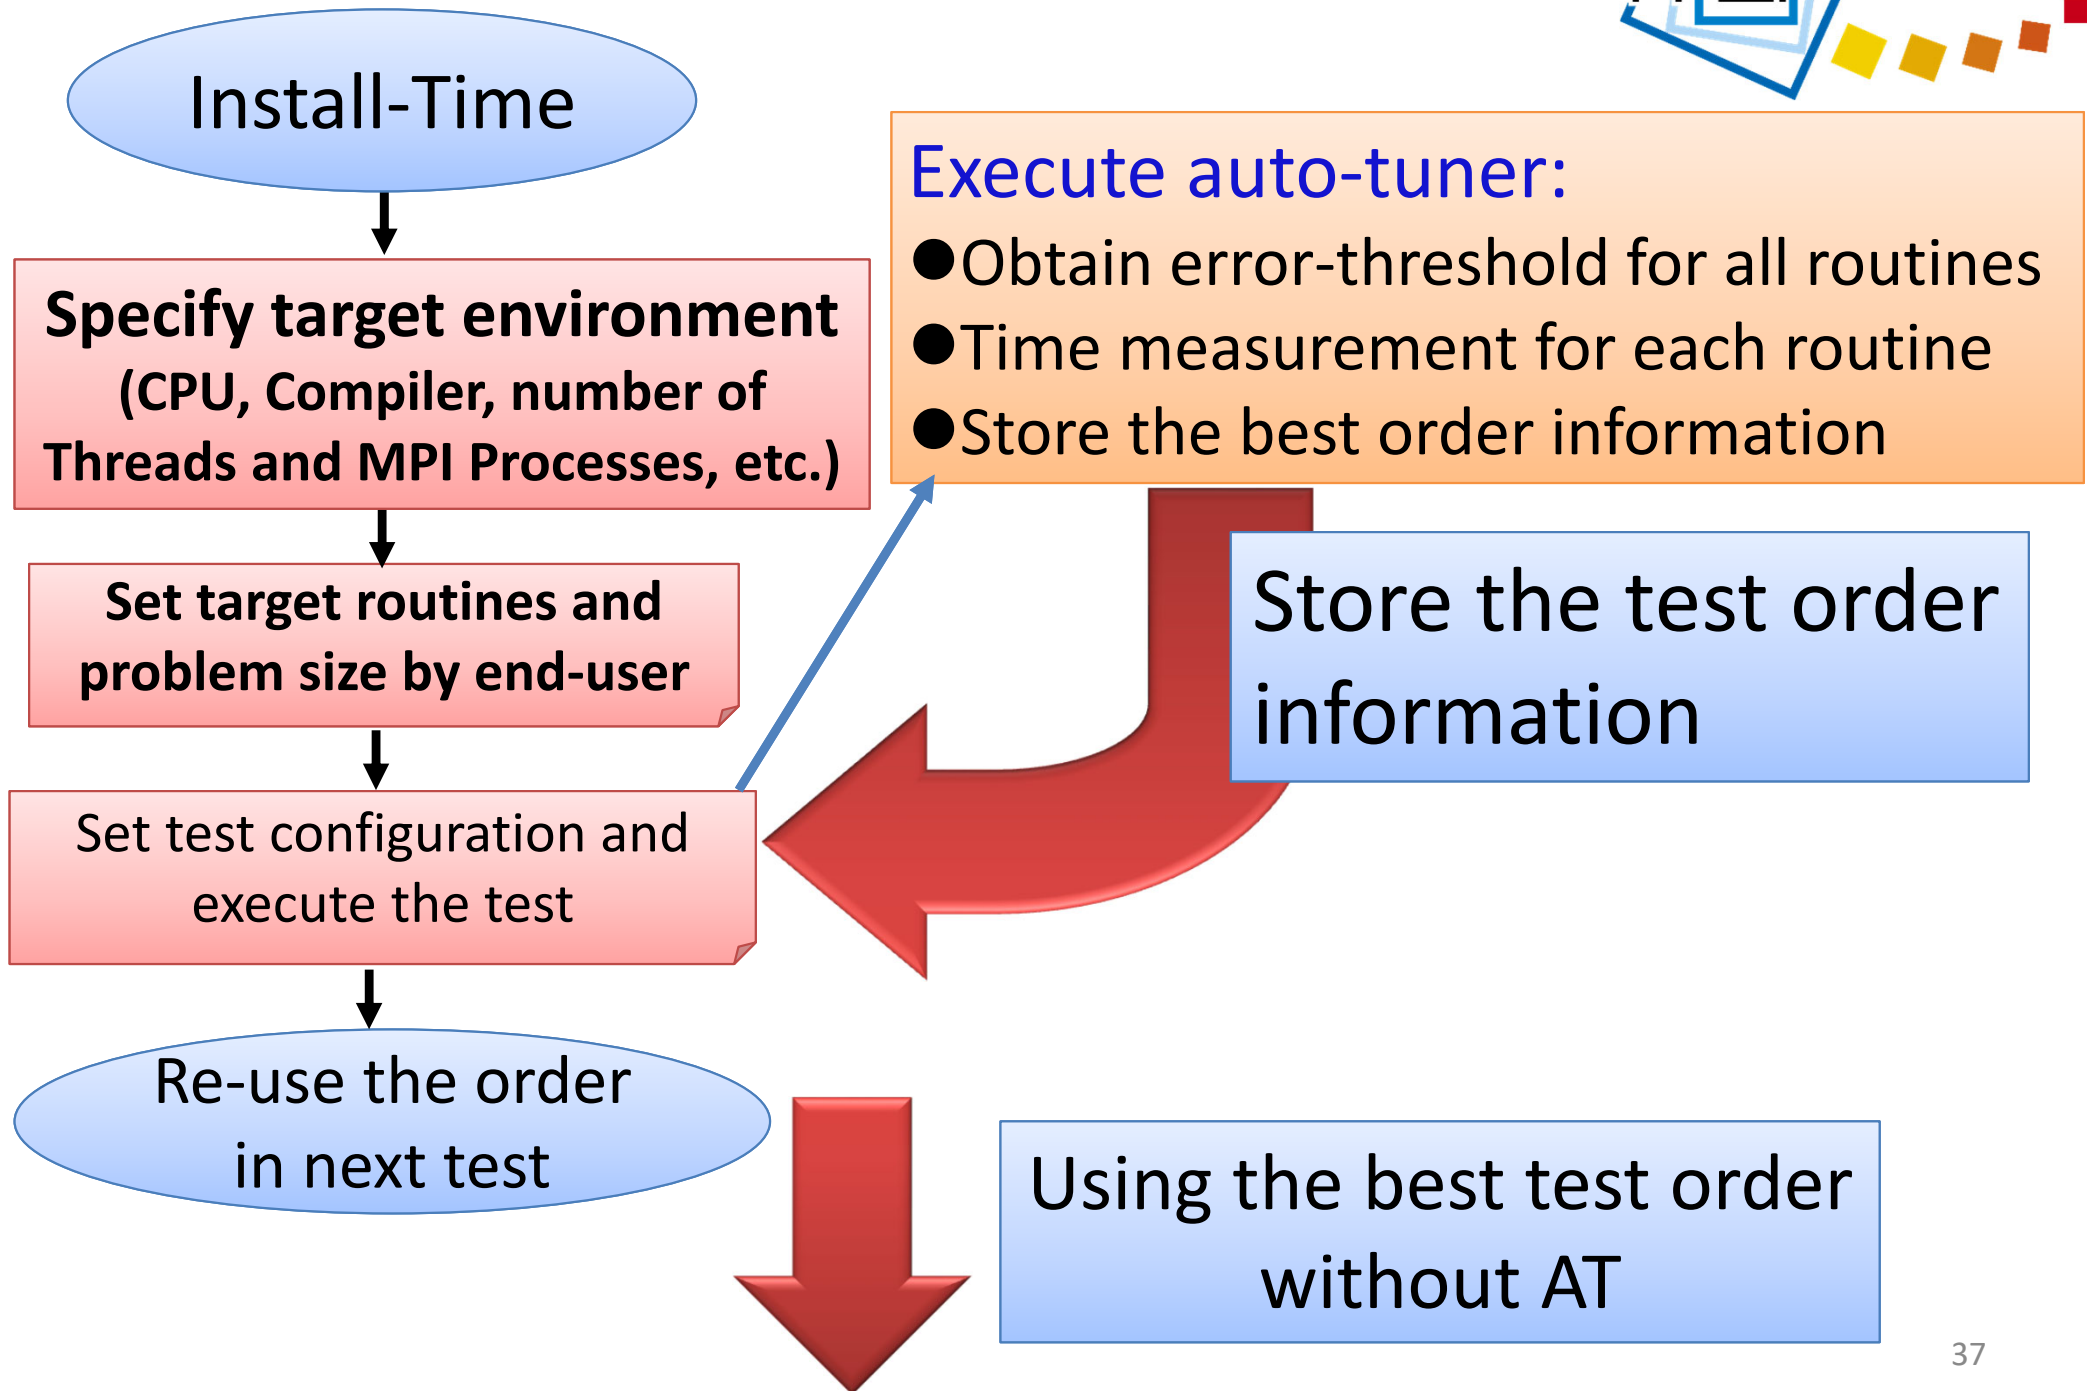 Install-Time
Specify target environment
(CPU, Compiler, number of
Threads and MPI Processes, etc.)
Set target routines and
problem size by end-user
Set test configuration and
execute the test
Re-use the order
in next test
Execute auto-tuner:
●Obtain error-threshold for all routines
●Time measurement for each routine
●Store the best order information
Store the test order
information
Using the best test order
without AT
37